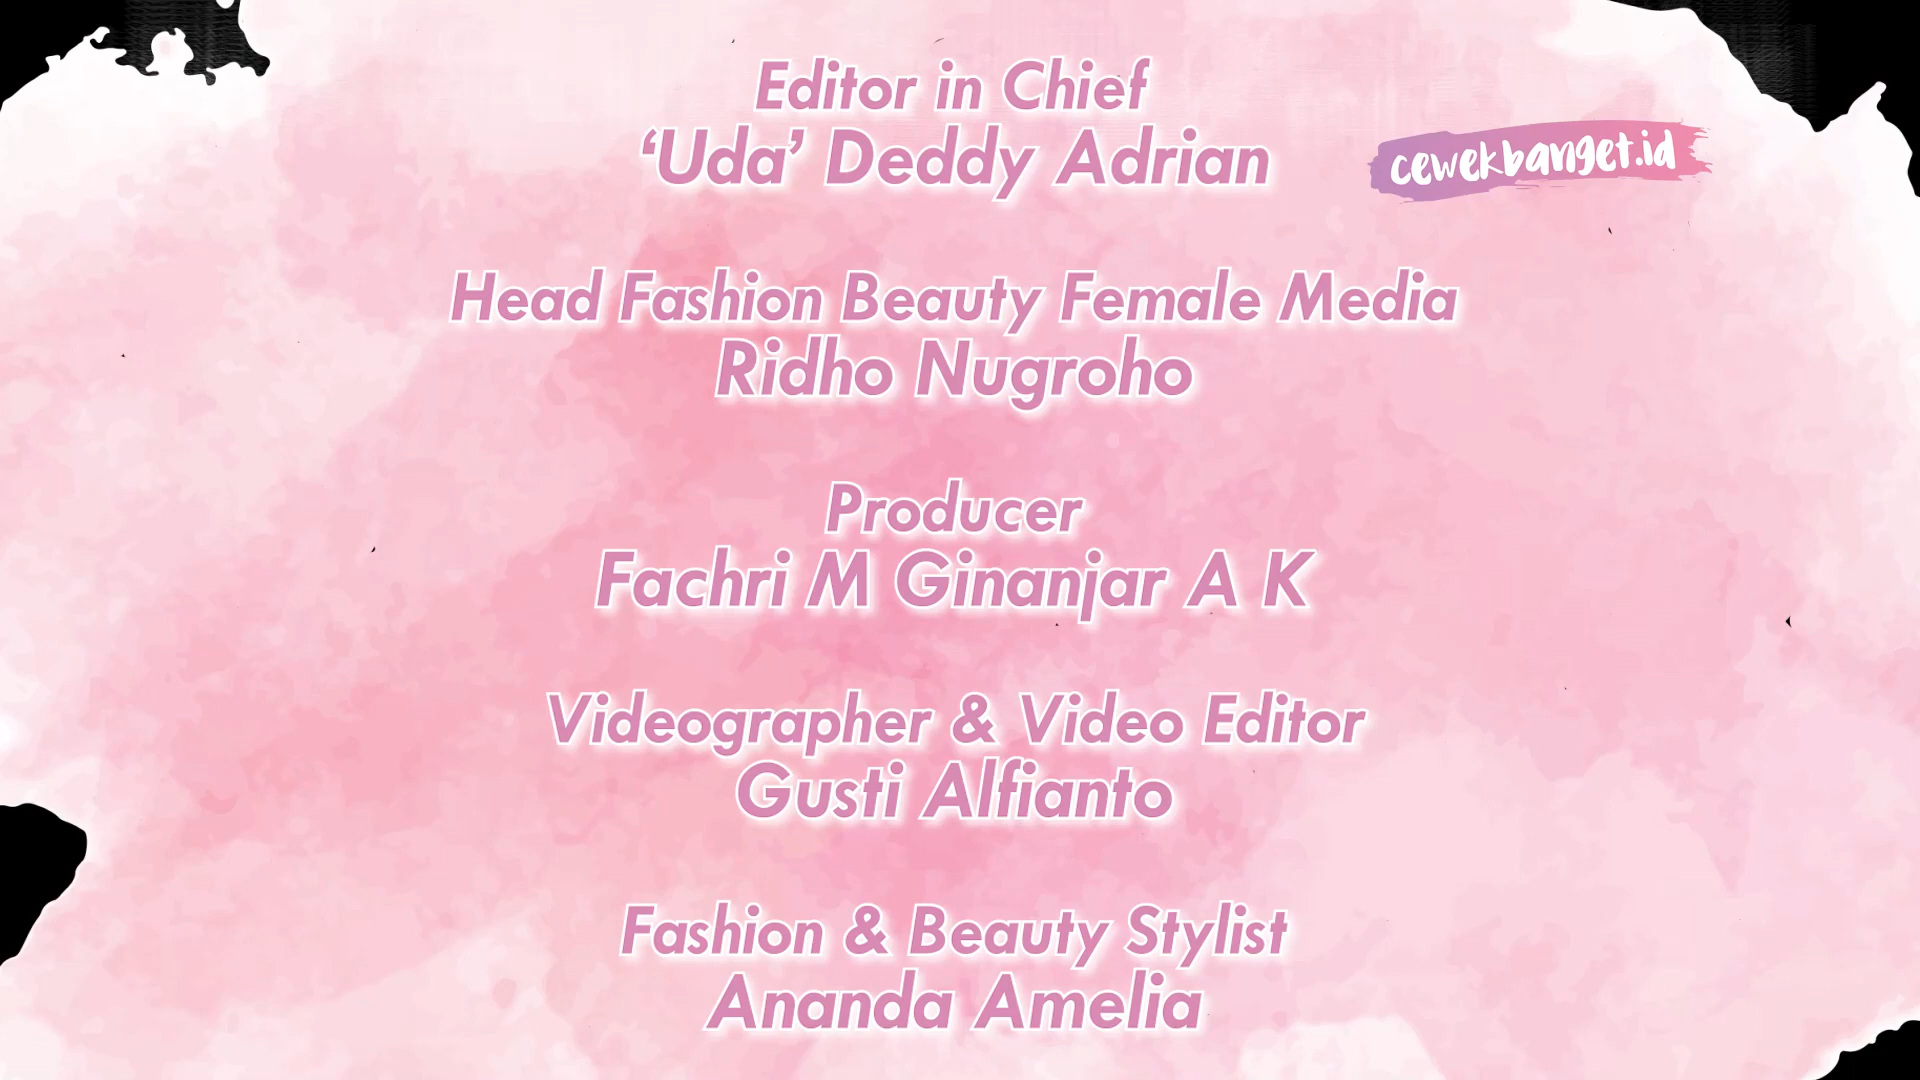 Editor in Chief
‘Uda’ Deddy Adrian
cewekbanget.id
Head Fashion Beauty Female Media
Ridho Nugroho
Producer
Fachri M Ginanjar A K
Videographer & Video Editor
Gusti Alfianto
Fashion & Beauty Stylist
Ananda Amelia